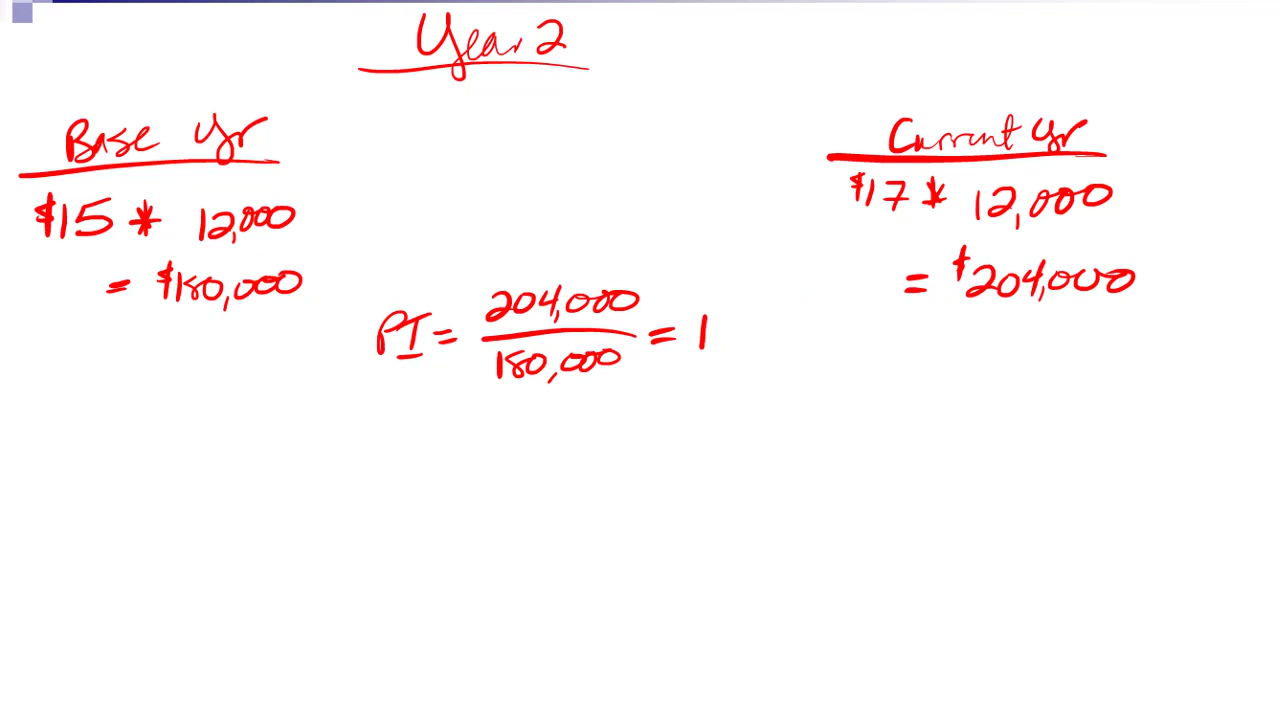 Year 2
Base Yr
$15 * 12,000
= $180,000
Current Yr
$17 * 12,000
= $204,000
PI = 204,000 / 180,000 = 1